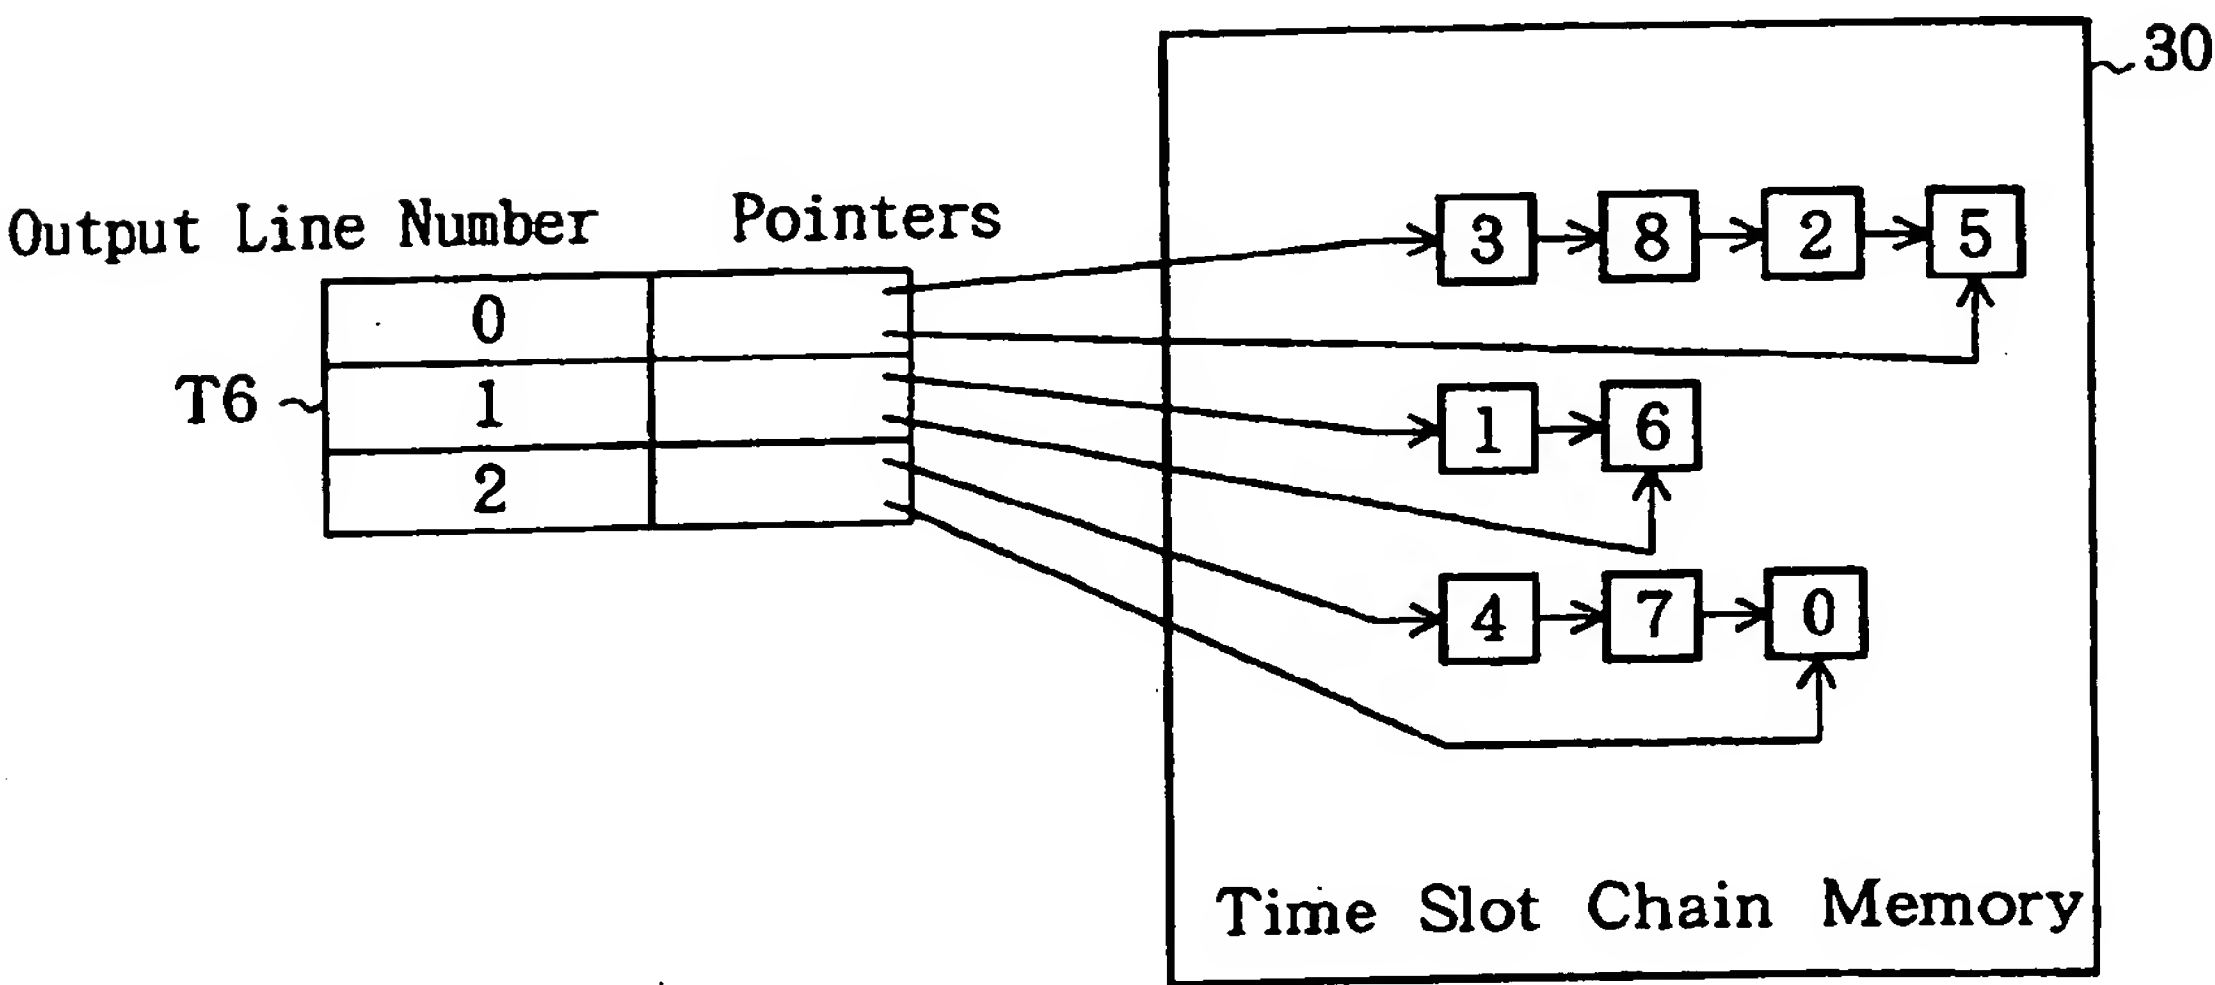 30
Output Line Number Pointers
0
T6
1
2
3 8 2 5
1 6
4 7 0
Time Slot Chain Memory